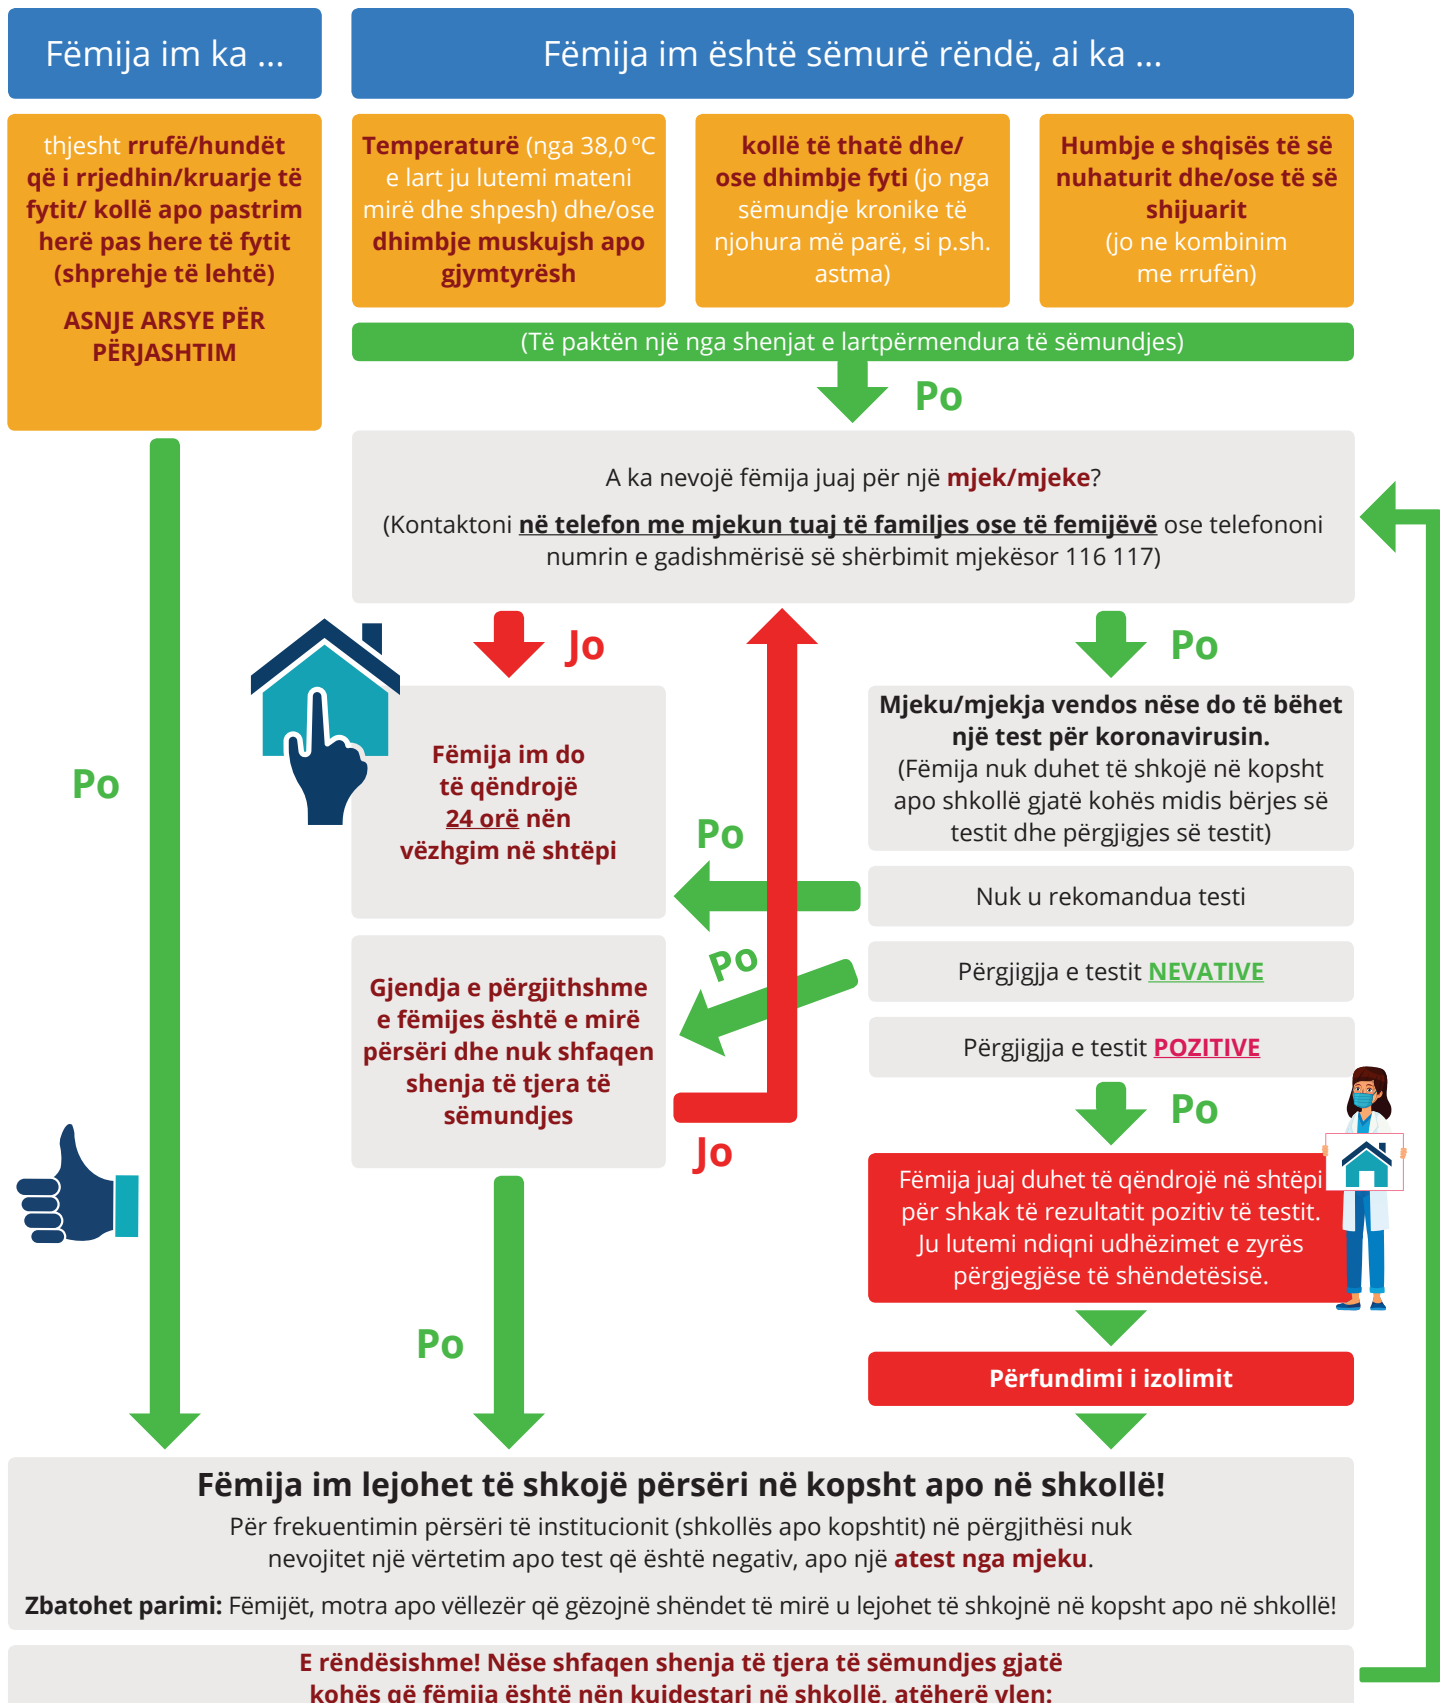 Fëmija im ka ...
thjesht rrufë/hundët
që i rrjedhin/kruarje të
fytit/ kollë apo pastrim
herë pas here të fytit
(shprehje të lehtë)
ASNJE ARSYE PËR
PËRJASHTIM
Fëmija im është sëmurë rëndë, ai ka ...
Temperaturë (nga 38,0 ºC
e lart ju lutemi mateni
mirë dhe shpesh) dhe/ose
dhimbje muskujsh apo
gjymtyrësh
kollë të thatë dhe/
ose dhimbje fyti (jo nga
sëmundje kronike të
njohura më parë, si p.sh.
astma)
Humbje e shqisës të së
nuhaturit dhe/ose të së
shijuarit
(jo ne kombinim
me rrufën)
(Të paktën një nga shenjat e lartpërmendura të sëmundjes)
Po
A ka nevojë fëmija juaj për një mjek/mjeke?
(Kontaktoni në telefon me mjekun tuaj të familjes ose të femijëvë ose telefononi
numrin e gadishmërisë së shërbimit mjekësor 116 117)
Jo
Po
Fëmija im do
të qëndrojë
24 orë nën
vëzhgim në shtëpi
Mjeku/mjekja vendos nëse do të bëhet
një test për koronavirusin.
(Fëmija nuk duhet të shkojë në kopsht
apo shkollë gjatë kohës midis bërjes së
testit dhe përgjigjes së testit)
Po
Po
Nuk u rekomandua testi
Po
Përgjigjja e testit NEVATIVE
Përgjigjja e testit POZITIVE
Gjendja e përgjithshme
e fëmijes është e mirë
përsëri dhe nuk shfaqen
shenja të tjera të
sëmundjes
Jo
Po
Fëmija juaj duhet të qëndrojë në shtëpi
për shkak të rezultatit pozitiv të testit.
Ju lutemi ndiqni udhëzimet e zyrës
përgjegjëse të shëndetësisë.
Po
Përfundimi i izolimit
Fëmija im lejohet të shkojë përsëri në kopsht apo në shkollë!
Për frekuentimin përsëri të institucionit (shkollës apo kopshtit) në përgjithësi nuk
nevojitet një vërtetim apo test që është negativ, apo një atest nga mjeku.
Zbatohet parimi: Fëmijët, motra apo vëllezër që gëzojnë shëndet të mirë u lejohet të shkojnë në kopsht apo në shkollë!
E rëndësishme! Nëse shfaqen shenja të tjera të sëmundjes gjatë
kohës që fëmija është nën kujdestari në shkollë, atëherë vlen: